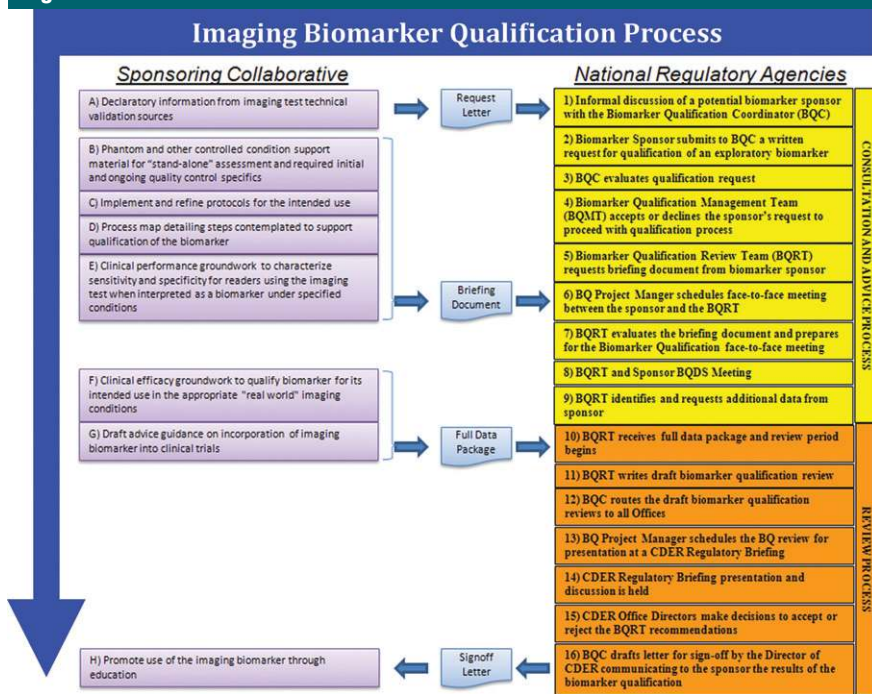 Imaging Biomarker Qualification Process
Sponsoring Collaborative
A) Declaratory information from imaging test technical
validation sources
B) Phantom and other controlled condition support
material for "stand-alone" assessment and required initial
and ongoing quality control specifics
C) Implement and refine protocols for the intended use
D) Process map detailing steps contemplated to support
qualification of the biomarker
E) Clinical performance groundwork to characterize
sensitivity and specificity for readers using the imaging
test when interpreted as a biomarker under specified
conditions
F) Clinical efficacy groundwork to qualify biomarker for its
intended use in the appropriate "real world" imaging
conditions
G) Draft advice guidance on incorporation of imaging
biomarker into clinical trials
H) Promote use of the imaging biomarker through
education
Request
Letter
Briefing
Document
Full Data
Package
Signoff
Letter
National Regulatory Agencies
1) Informal discussion of a potential biomarker sponsor
with the Biomarker Qualification Coordinator (BQC)
2) Biomarker Sponsor submits to BQC a written
request for qualification of an exploratory biomarker
3) BQC evaluates qualification request
4) Biomarker Qualification Management Team
(BQMT) accepts or declines the sponsor's request to
proceed with qualification process
5) Biomarker Qualification Review Team (BQRT)
requests briefing document from biomarker sponsor
6) BQ Project Manger schedules face-to-face meeting
between the sponsor and the BQRT
7) BQRT evaluates the briefing document and prepares
for the Biomarker Qualification face-to-face meeting
8) BQRT and Sponsor BQDS Meeting
9) BQRT identifies and requests additional data from
sponsor
10) BQRT receives full data package and review period
begins
11) BQRT writes draft biomarker qualification review
12) BQC routes the draft biomarker qualification
reviews to all Offices
13) BQ Project Manager schedules the BQ review for
presentation at a CDER Regulatory Briefing
14) CDER Regulatory Briefing presentation and
discussion is held
15) CDER Office Directors make decisions to accept or
reject the BQRT recommendations
16) BQC drafts letter for sign-off by the Director of
CDER communicating to the sponsor the results of the
biomarker qualification
CONSULTATION AND ADVICE PROCESS
REVIEW PROCESS